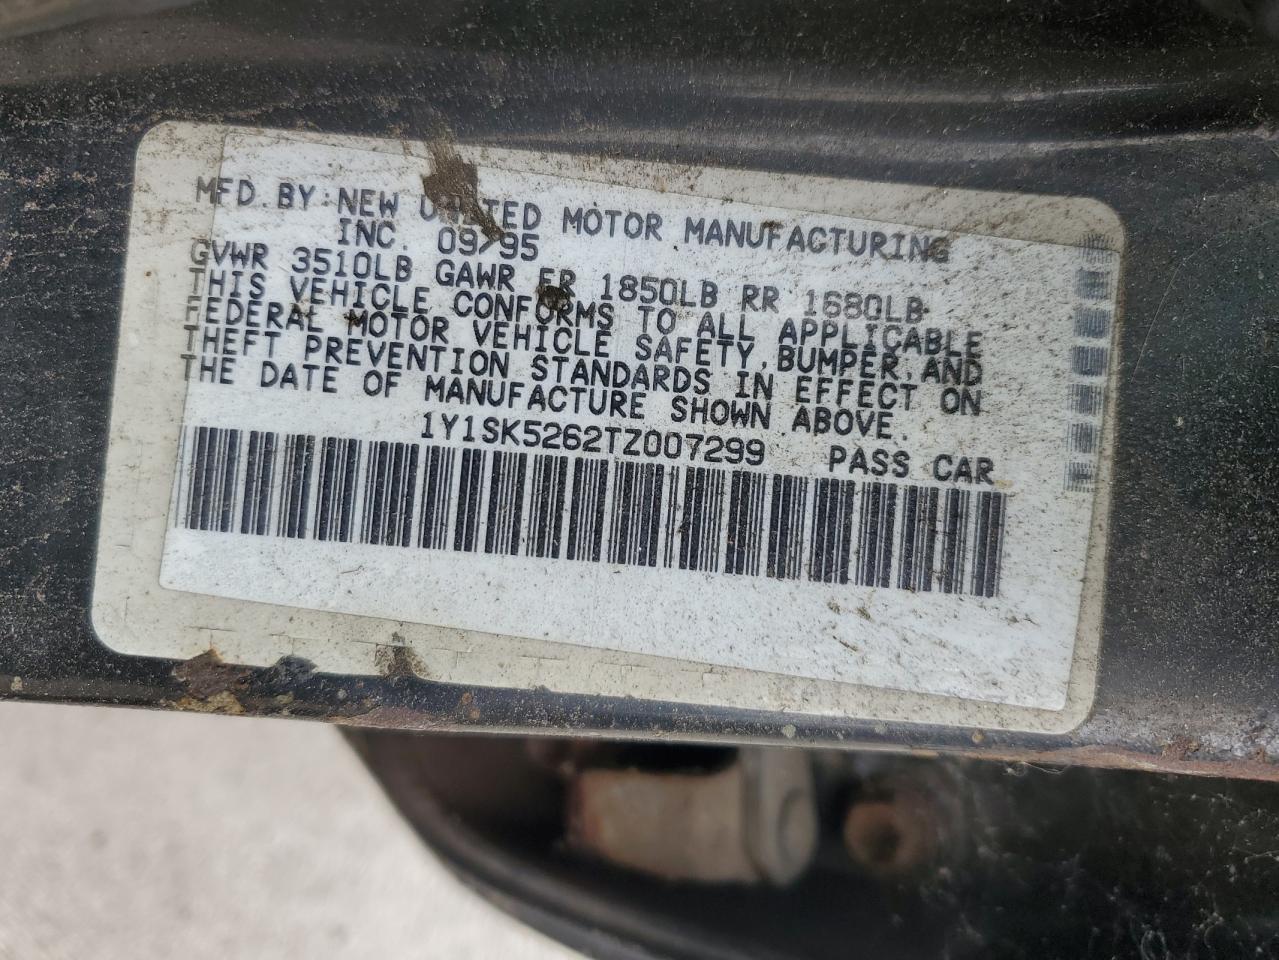 MFD. BY: NEW UNITED MOTOR MANUFACTURING
INC. 09/95
GVWR 3510LB GAWR FR 1850LB RR 1680LB
THIS VEHICLE CONFORMS TO ALL APPLICABLE
FEDERAL MOTOR VEHICLE SAFETY, BUMPER, AND
THEFT PREVENTION STANDARDS IN EFFECT ON
THE DATE OF MANUFACTURE SHOWN ABOVE.
1Y1SK5262TZ007299 PASS CAR